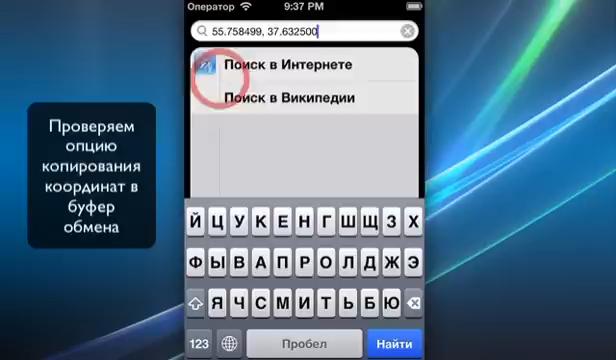 Оператор 9:37 PM
55.758499, 37.632500
Поиск в Интернете
Поиск в Википедии
Проверяем
опцию
копирования
координат в
буфер
обмена
Й Ц У К Е Н Г Ш Щ З Х
Ф Ы В А П Р О Л Д Ж Э
Я Ч С М И Т Ь Б Ю
123 Пробел Найти